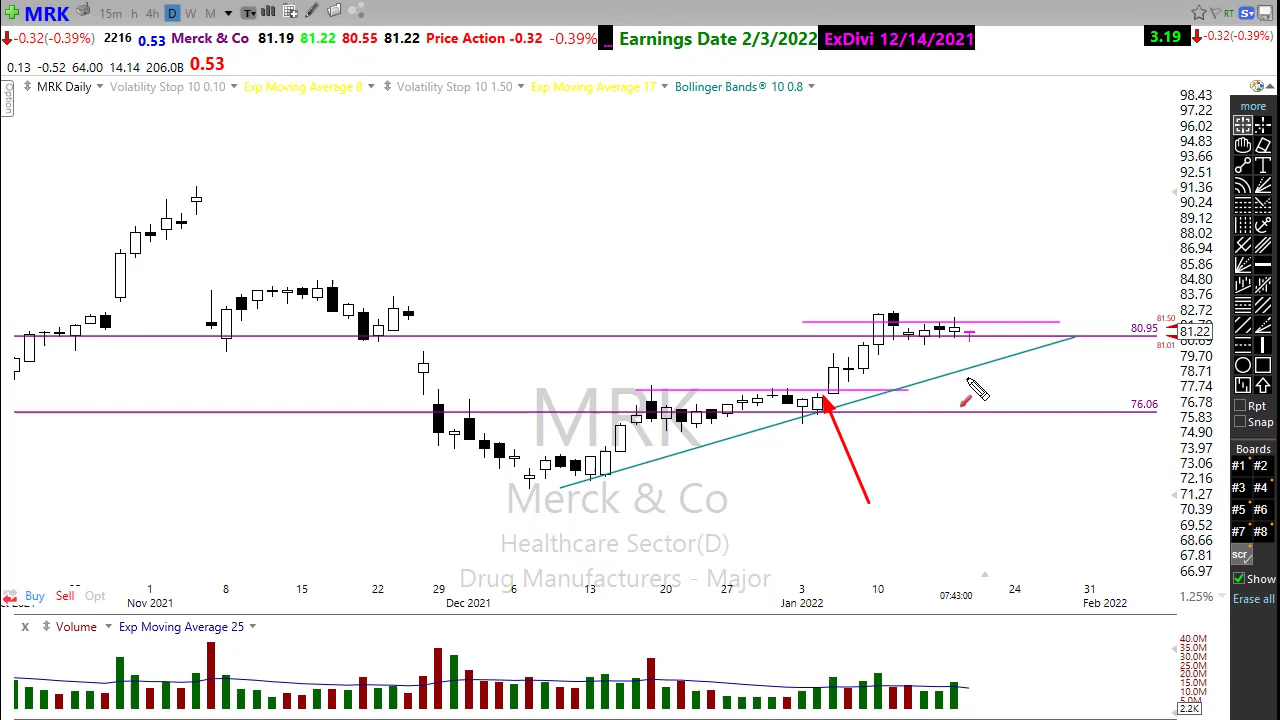 MRK 15m h 4h D W M T RT S
-0.32(-0.39%) 2216 0.53 Merck & Co 81.19 81.22 80.55 81.22 Price Action -0.32 -0.39% ... Earnings Date 2/3/2022 ExDivi 12/14/2021 3.19 -0.32(-0.39%)
0.13 -0.52 64.00 14.14 206.0B 0.53
Option
MRK Daily Volatility Stop 10 0.10 Exp Moving Average 8 Volatility Stop 10 1.50 Exp Moving Average 17 Bollinger Bands® 10 0.8
98.43
97.22
96.02
94.83
93.66
92.51
91.36
90.24
89.12
88.02
86.94
85.86
84.80
83.76
82.72
81.50
80.95
81.22
81.01
79.70
78.71
77.74
76.78
76.06
75.83
74.90
73.97
73.06
72.16
71.27
70.39
69.52
68.66
67.81
66.97
MRK
Merck & Co
Healthcare Sector(D)
Drug Manufacturers - Major
more
T
Rpt
Snap
Boards
#1 #2
#3 #4
#5 #6
#7 #8
scr
Show
Erase all
Buy Sell Opt
1 8 15 22 29 6 13 20 27 3 10 07:43:00 24 31
Nov 2021 Dec 2021 Jan 2022 Feb 2022
1.25%
X Volume Exp Moving Average 25
40.0M
35.0M
30.0M
25.0M
20.0M
15.0M
10.0M
5.0M
2.2K